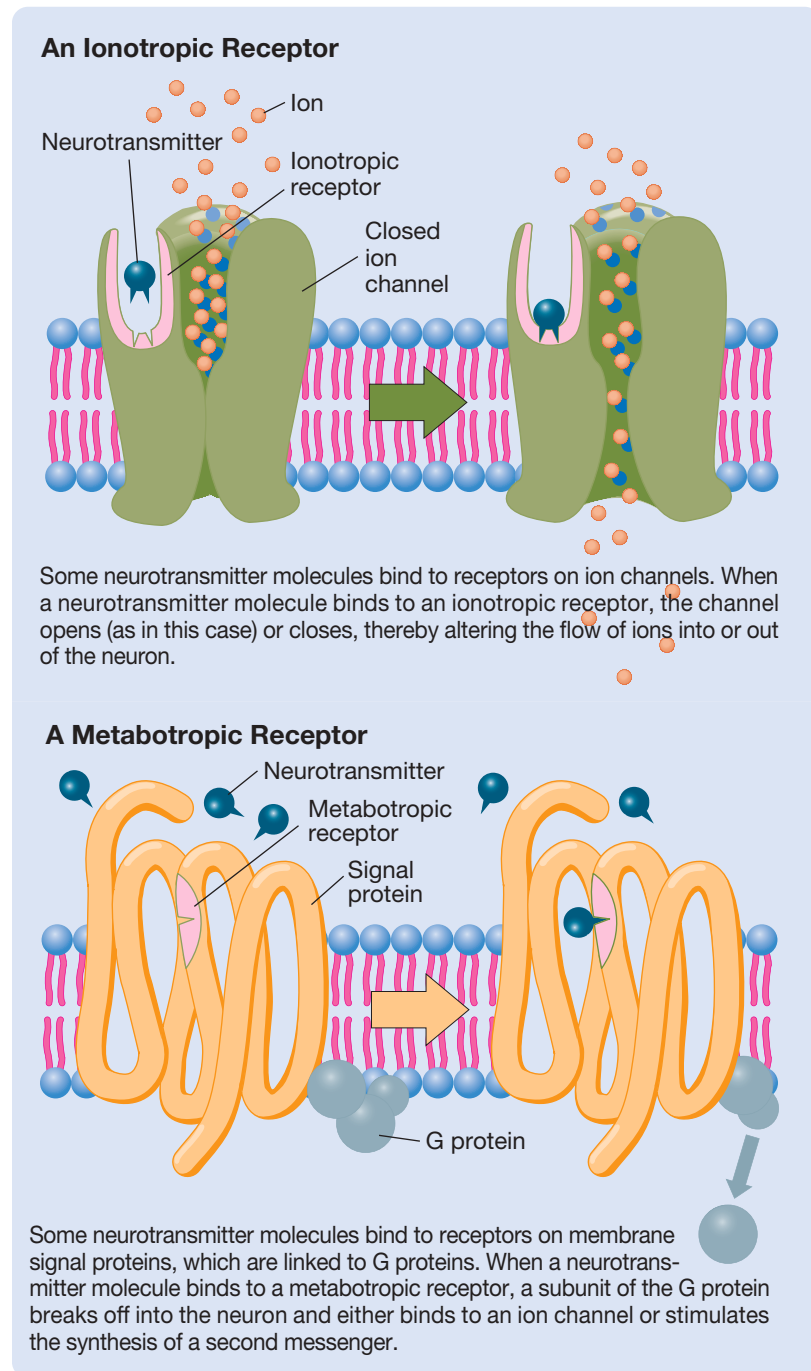 An Ionotropic Receptor
Ion
Neurotransmitter
Ionotropic
receptor
Closed
ion
channel
Some neurotransmitter molecules bind to receptors on ion channels. When
a neurotransmitter molecule binds to an ionotropic receptor, the channel
opens (as in this case) or closes, thereby altering the flow of ions into or out
of the neuron.
A Metabotropic Receptor
Neurotransmitter
Metabotropic
receptor
Signal
protein
G protein
Some neurotransmitter molecules bind to receptors on membrane
signal proteins, which are linked to G proteins. When a neurotrans-
mitter molecule binds to a metabotropic receptor, a subunit of the G protein
breaks off into the neuron and either binds to an ion channel or stimulates
the synthesis of a second messenger.